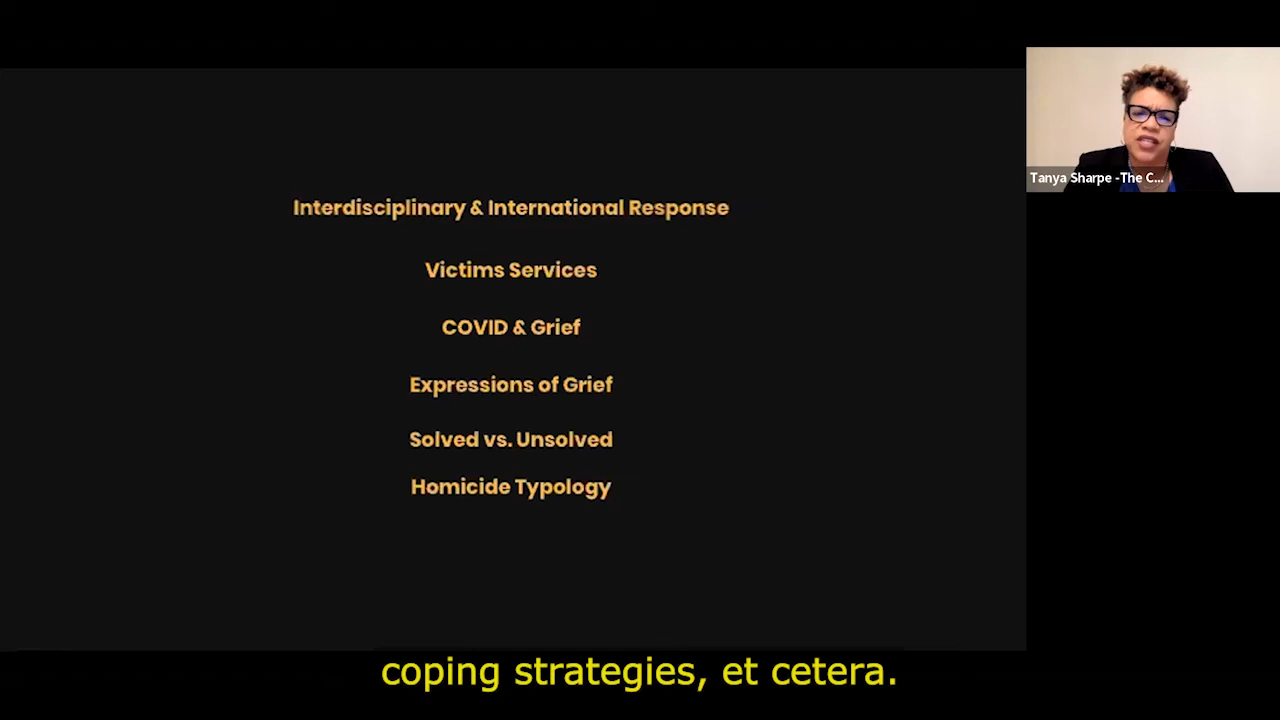 Interdisciplinary & International Response
Victims Services
COVID & Grief
Expressions of Grief
Solved vs. Unsolved
Homicide Typology
Tanya Sharpe -The C...
coping strategies, et cetera.